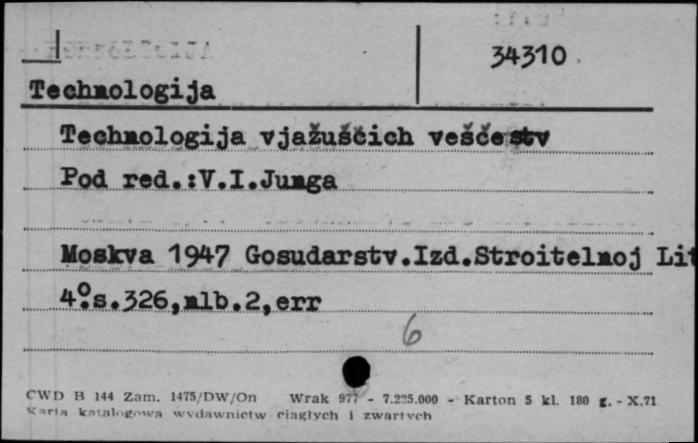 34310
Technologija
Technologija vjažuščich veščestv
Pod red.:V.I.Junga
Moskva 1947 Gosudarstv.Izd.Stroitelnoj Lit
4°.s.326,nlb.2,err
6
CWD B 144 Zam. 1475/DW/On Wrak 977 - 7.225.000 - Karton 5 kl. 180 g. - X.71
Karta katalogowa wydawnictw ciągłych i zwartych